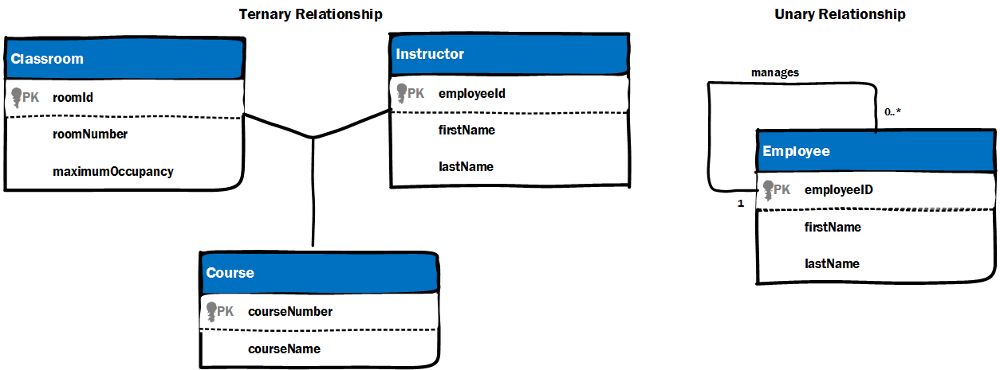 Ternary Relationship
Classroom
PK roomId
roomNumber
maximumOccupancy
Instructor
PK employeeId
firstName
lastName
Course
PK courseNumber
courseName
Unary Relationship
manages
0..*
1
Employee
PK employeeID
firstName
lastName